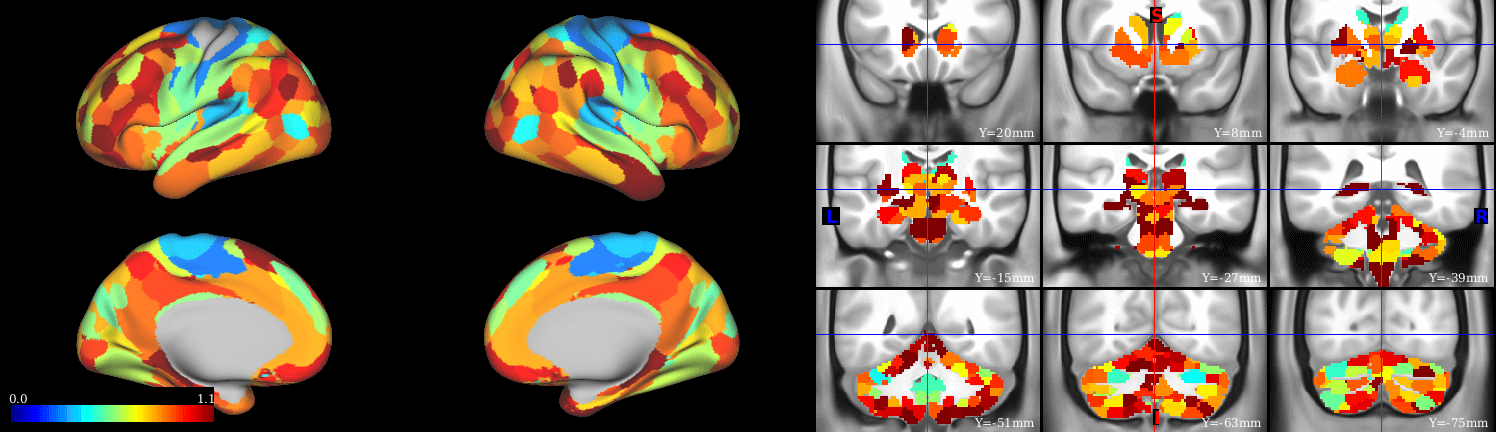 S
Y=20mm
Y=8mm
Y=-4mm
L
R
Y=-15mm
Y=-27mm
Y=-39mm
0.0
1.1
I
Y=-51mm
Y=-63mm
Y=-75mm